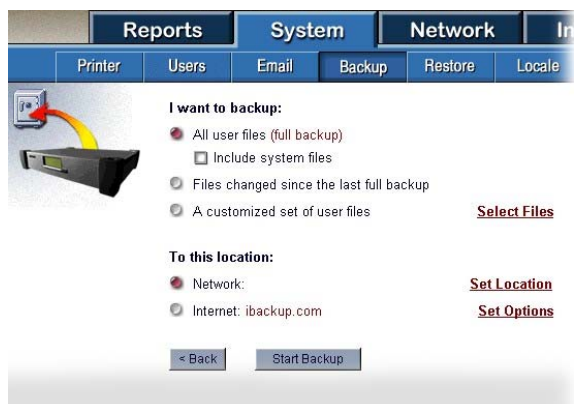 Reports System Network In
Printer Users Email Backup Restore Locale
I want to backup:
All user files (full backup)
Include system files
Files changed since the last full backup
A customized set of user files Select Files
To this location:
Network: Set Location
Internet: ibackup.com Set Options
< Back Start Backup